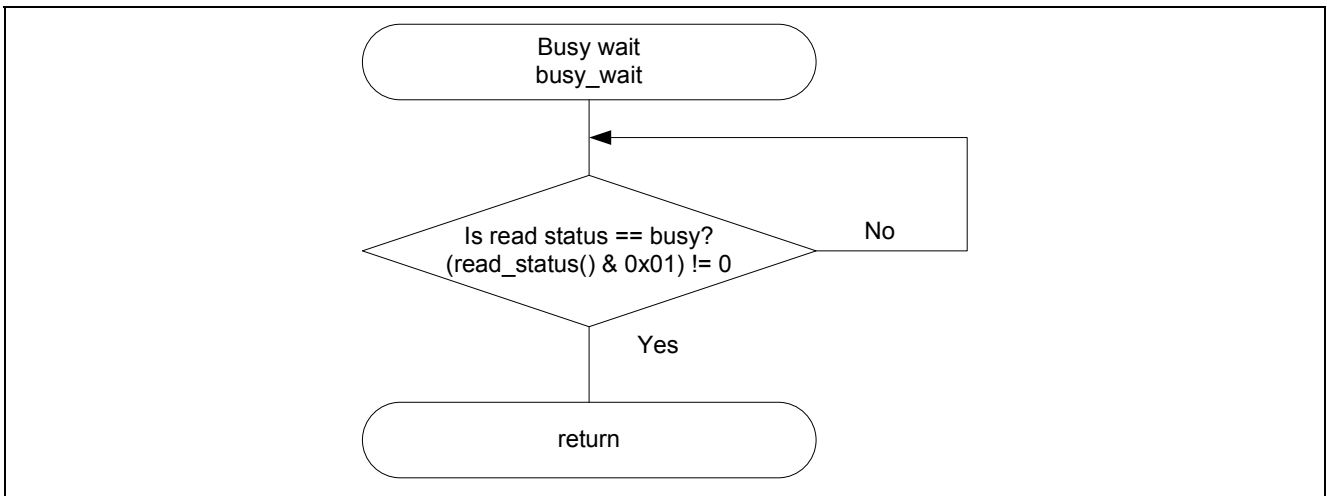 Busy wait
busy_wait
Is read status == busy?
(read_status() & 0x01) != 0
No
Yes
return